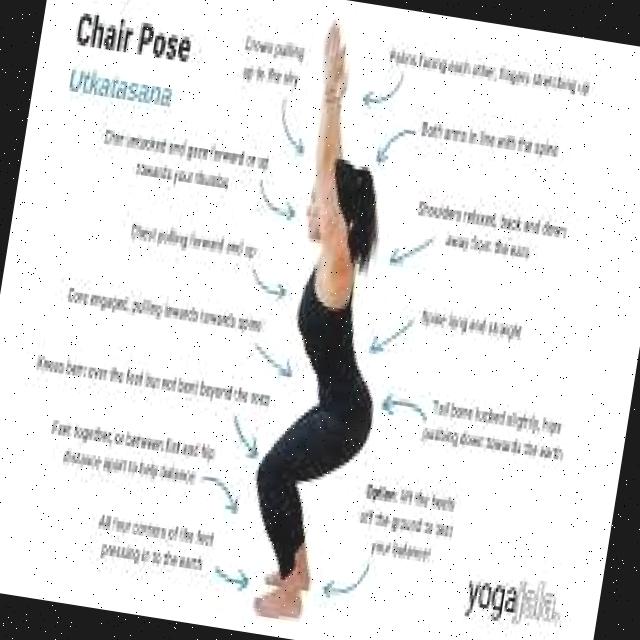 Chair Pose
Utkatasana
Crown pulling
up to the sky
Palms facing each other, fingers stretching up
Both arms in line with the spine
Chin untucked and gaze forward or up
towards your thumbs
Shoulders relaxed, back and down
away from the ears
Chest pulling forward and up
Core engaged, pulling towards towards spine
Spine long and straight
Knees bent over the feet but not bent beyond the toes
Tail bone tucked slightly, hips
pushing down towards the earth
Feet together, or between flat and hip
distance apart to help balance
Option: lift the heels
off the ground to test
your balance!
All four corners of the feet
pressing in to the earth
yoga